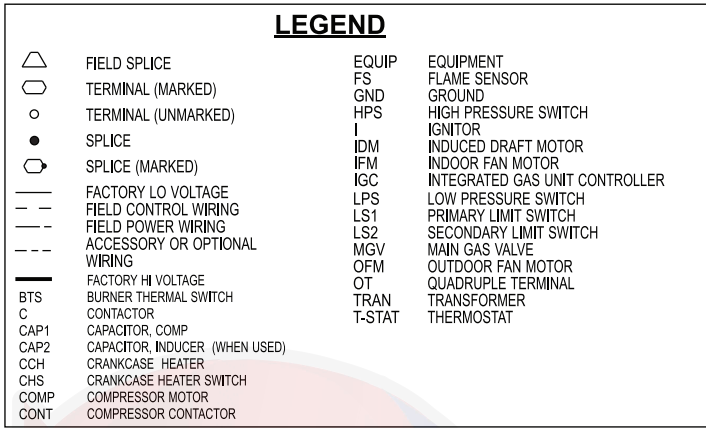 LEGEND
FIELD SPLICE
TERMINAL (MARKED)
TERMINAL (UNMARKED)
SPLICE
SPLICE (MARKED)
FACTORY LO VOLTAGE
FIELD CONTROL WIRING
FIELD POWER WIRING
ACCESSORY OR OPTIONAL
WIRING
FACTORY HI VOLTAGE
BTS BURNER THERMAL SWITCH
C CONTACTOR
CAP1 CAPACITOR, COMP
CAP2 CAPACITOR, INDUCER (WHEN USED)
CCH CRANKCASE HEATER
CHS CRANKCASE HEATER SWITCH
COMP COMPRESSOR MOTOR
CONT COMPRESSOR CONTACTOR
EQUIP EQUIPMENT
FS FLAME SENSOR
GND GROUND
HPS HIGH PRESSURE SWITCH
I IGNITOR
IDM INDUCED DRAFT MOTOR
IFM INDOOR FAN MOTOR
IGC INTEGRATED GAS UNIT CONTROLLER
LPS LOW PRESSURE SWITCH
LS1 PRIMARY LIMIT SWITCH
LS2 SECONDARY LIMIT SWITCH
MGV MAIN GAS VALVE
OFM OUTDOOR FAN MOTOR
OT QUADRUPLE TERMINAL
TRAN TRANSFORMER
T-STAT THERMOSTAT